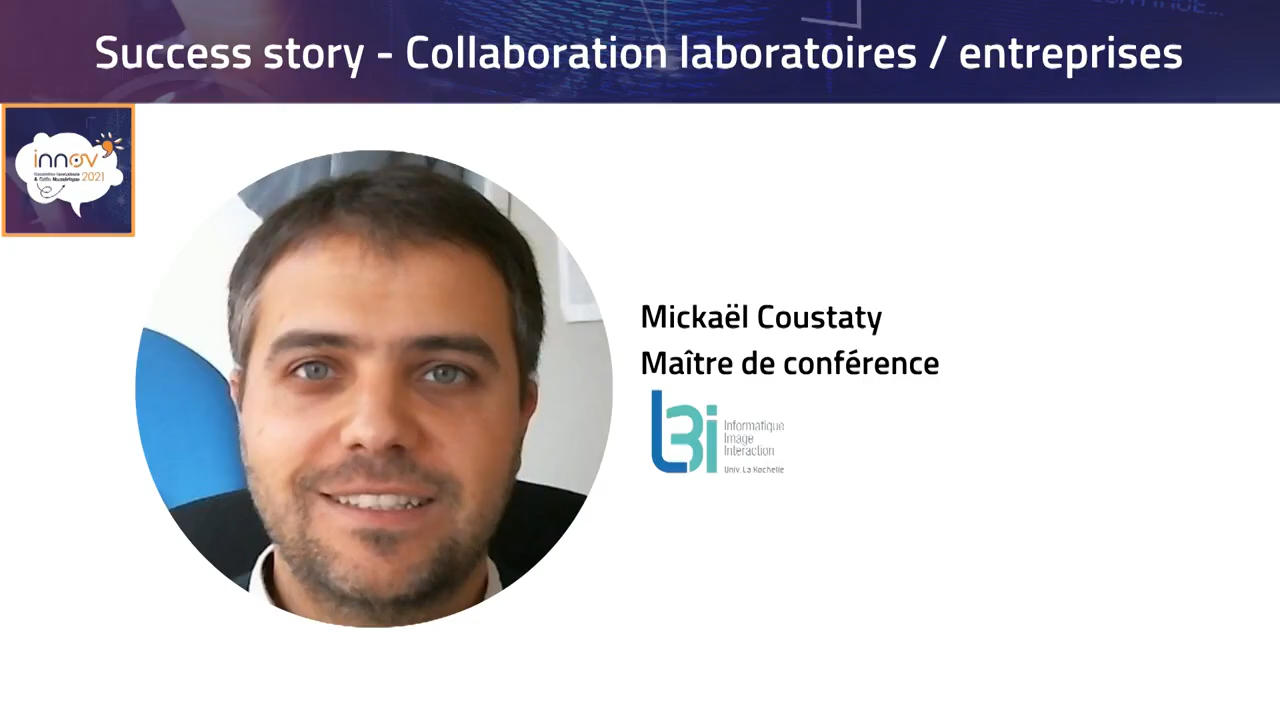 Success story - Collaboration laboratoires / entreprises
innov'
2021
Mickaël Coustaty
Maître de conférence
L3i
Informatique
Image
Interaction
Univ. La Rochelle